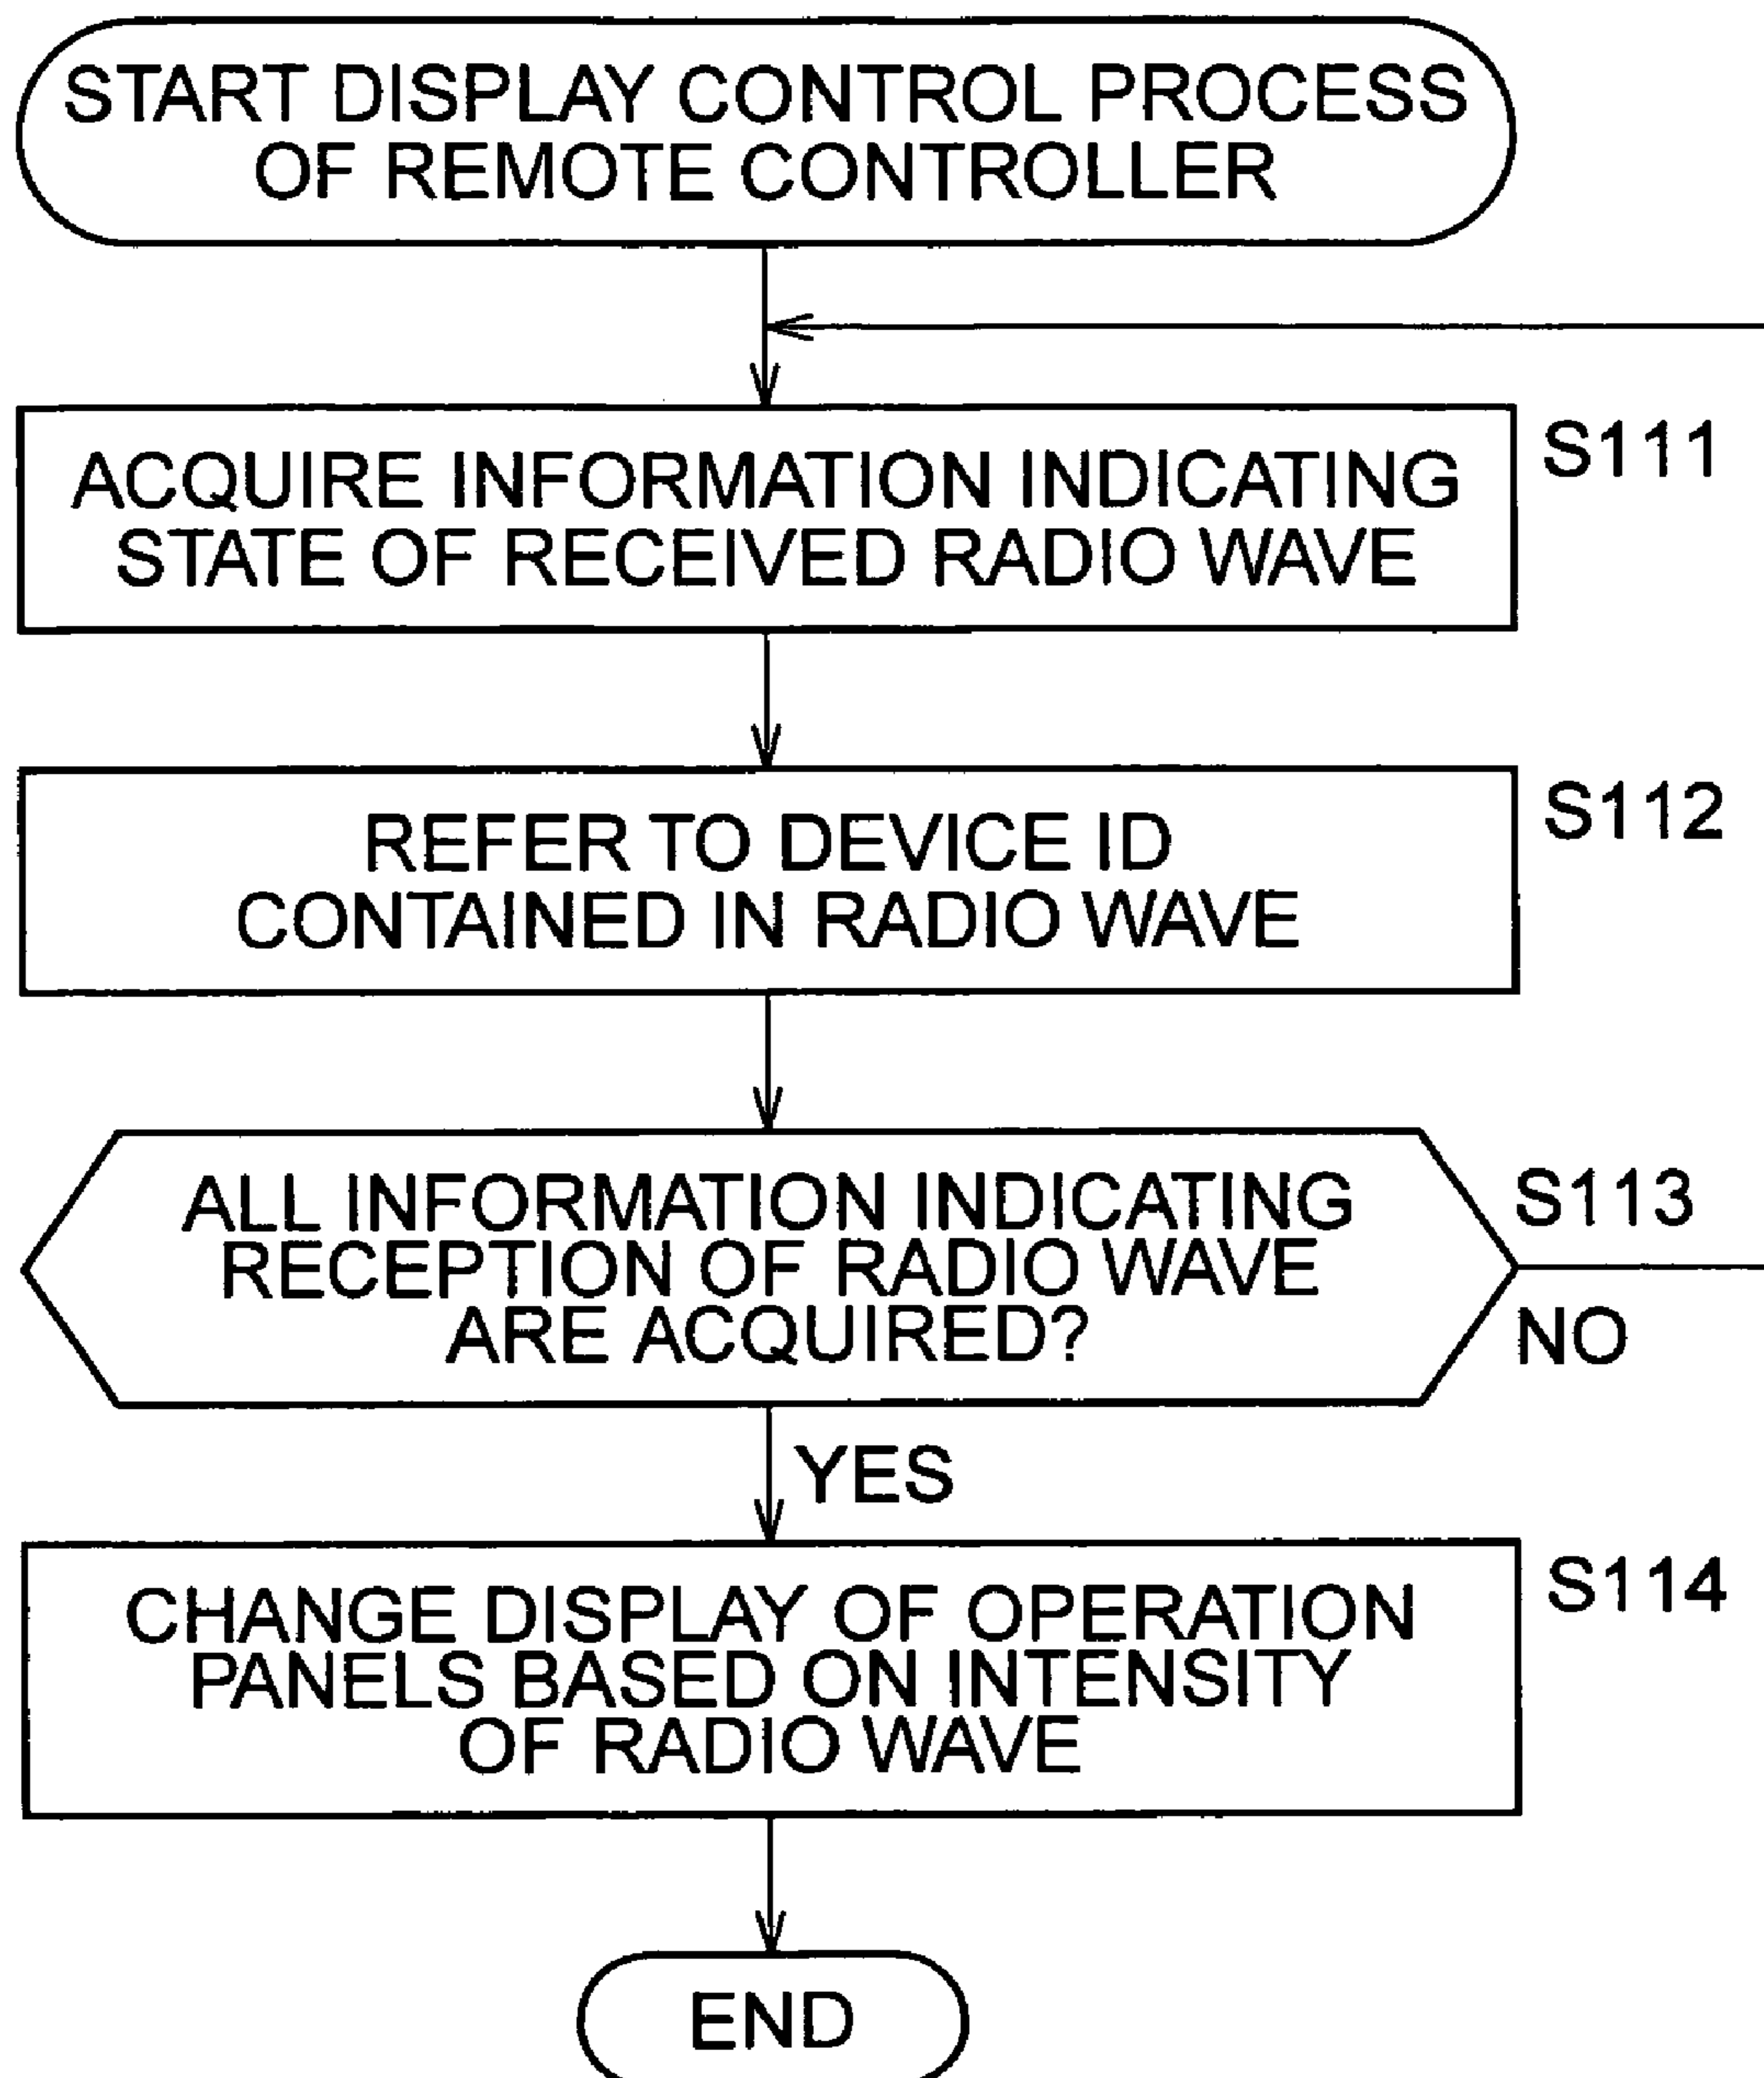 START DISPLAY CONTROL PROCESS
OF REMOTE CONTROLLER
ACQUIRE INFORMATION INDICATING
STATE OF RECEIVED RADIO WAVE
S111
REFER TO DEVICE ID
CONTAINED IN RADIO WAVE
S112
ALL INFORMATION INDICATING
RECEPTION OF RADIO WAVE
ARE ACQUIRED?
S113
NO
YES
CHANGE DISPLAY OF OPERATION
PANELS BASED ON INTENSITY
OF RADIO WAVE
S114
END